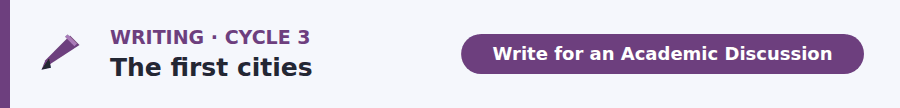 WRITING · CYCLE 3
The first cities
Write for an Academic Discussion